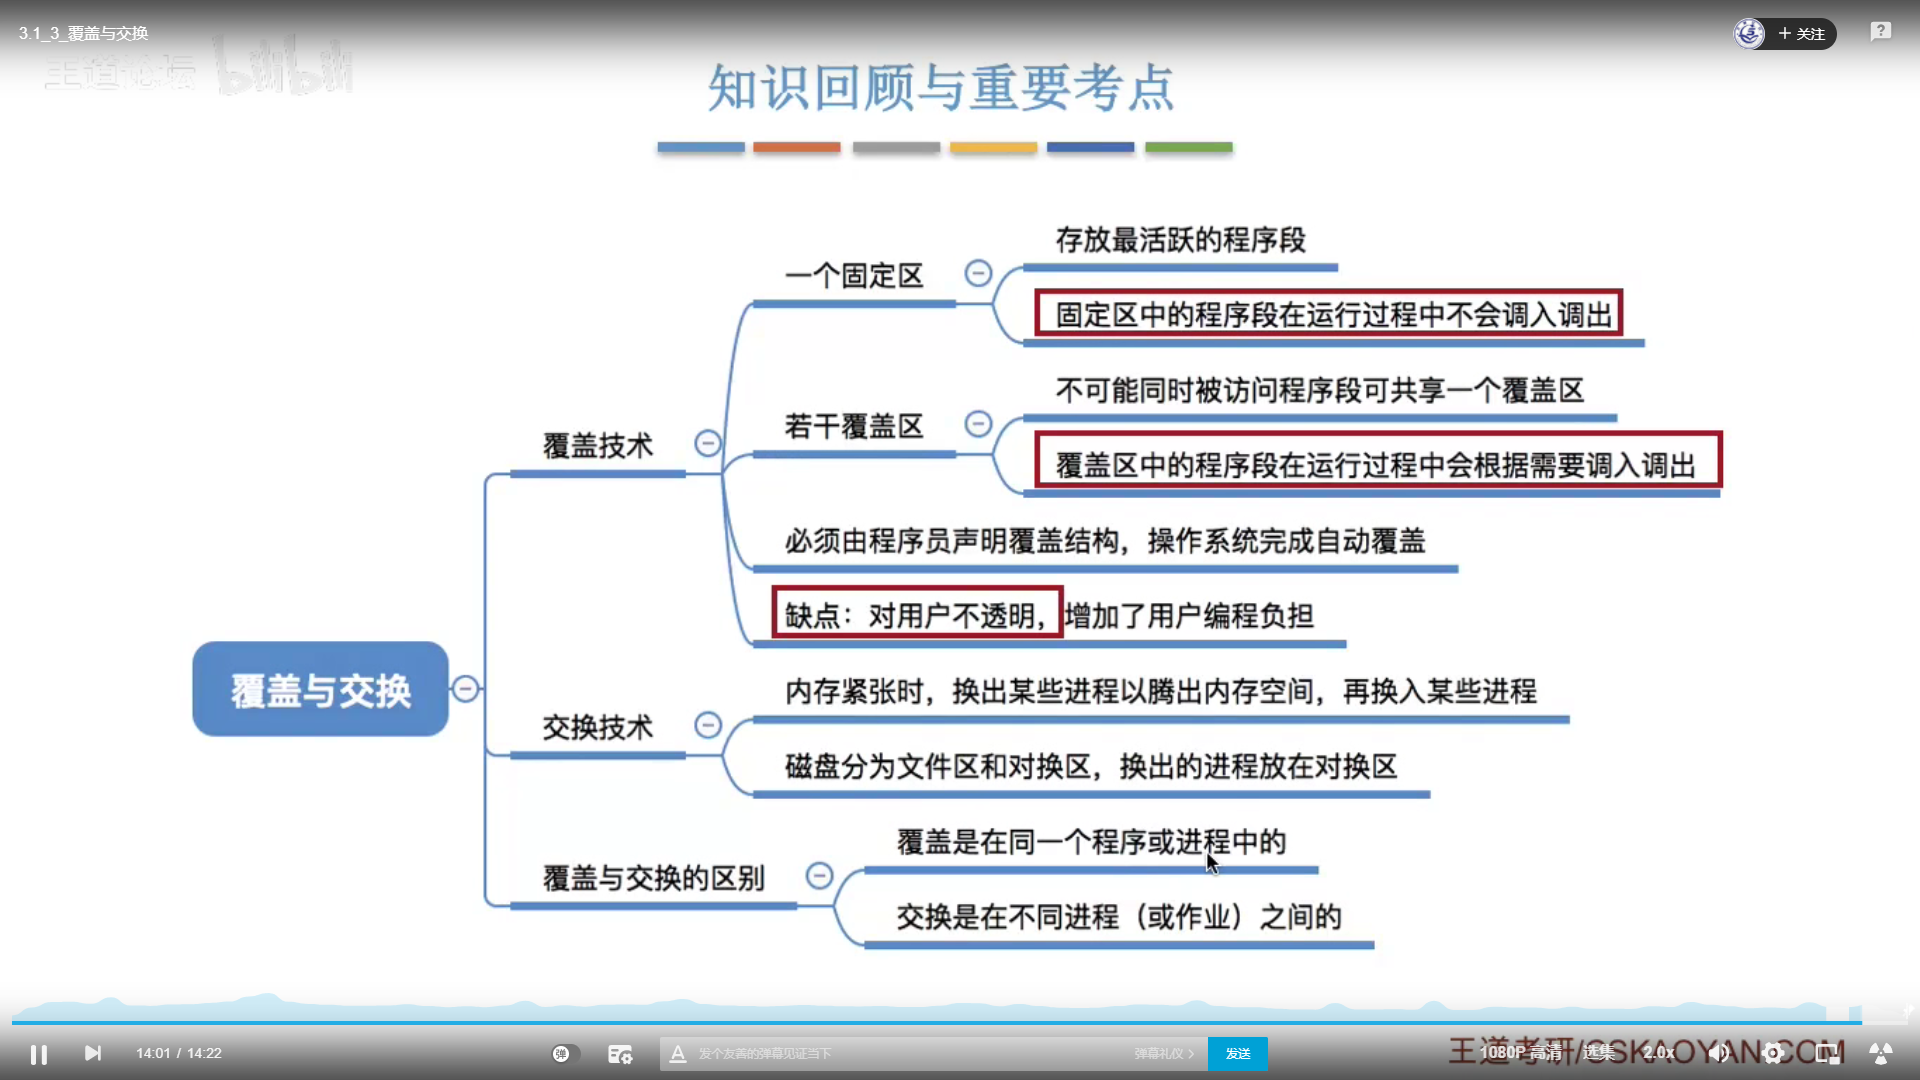 3.1_3_覆盖与交换
+ 关注
王道论坛 bilibili
知识回顾与重要考点
存放最活跃的程序段
一个固定区
固定区中的程序段在运行过程中不会调入调出
不可能同时被访问程序段可共享一个覆盖区
若干覆盖区
覆盖技术
覆盖区中的程序段在运行过程中会根据需要调入调出
必须由程序员声明覆盖结构，操作系统完成自动覆盖
缺点：对用户不透明，增加了用户编程负担
覆盖与交换
内存紧张时，换出某些进程以腾出内存空间，再换入某些进程
交换技术
磁盘分为文件区和对换区，换出的进程放在对换区
覆盖是在同一个程序或进程中的
覆盖与交换的区别
交换是在不同进程（或作业）之间的
14:01 / 14:22
弹
A 发个友善的弹幕见证当下
弹幕礼仪 >
发送
王道考研/CSKAOYAN.COM
1080P 高清
选集
2.0x